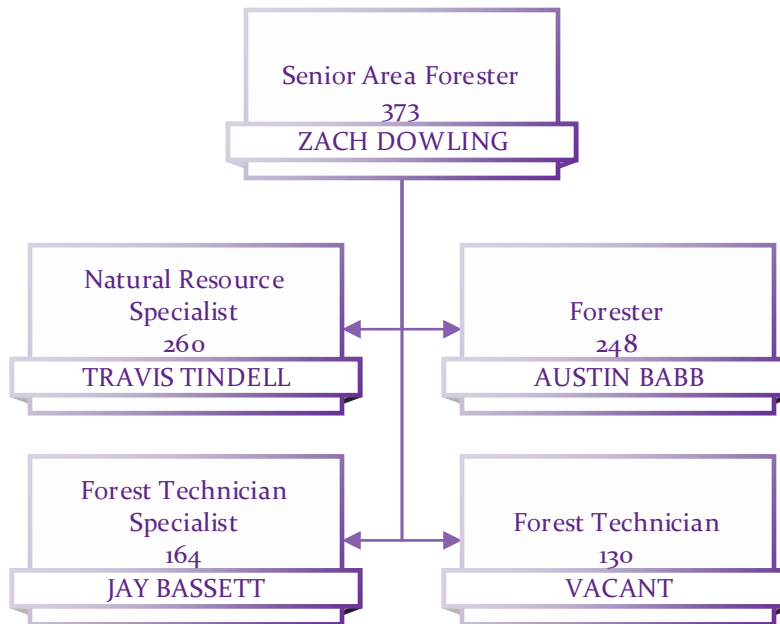 Senior Area Forester
373
ZACH DOWLING
Natural Resource
Specialist
260
TRAVIS TINDELL
Forester
248
AUSTIN BABB
Forest Technician
Specialist
164
JAY BASSETT
Forest Technician
130
VACANT